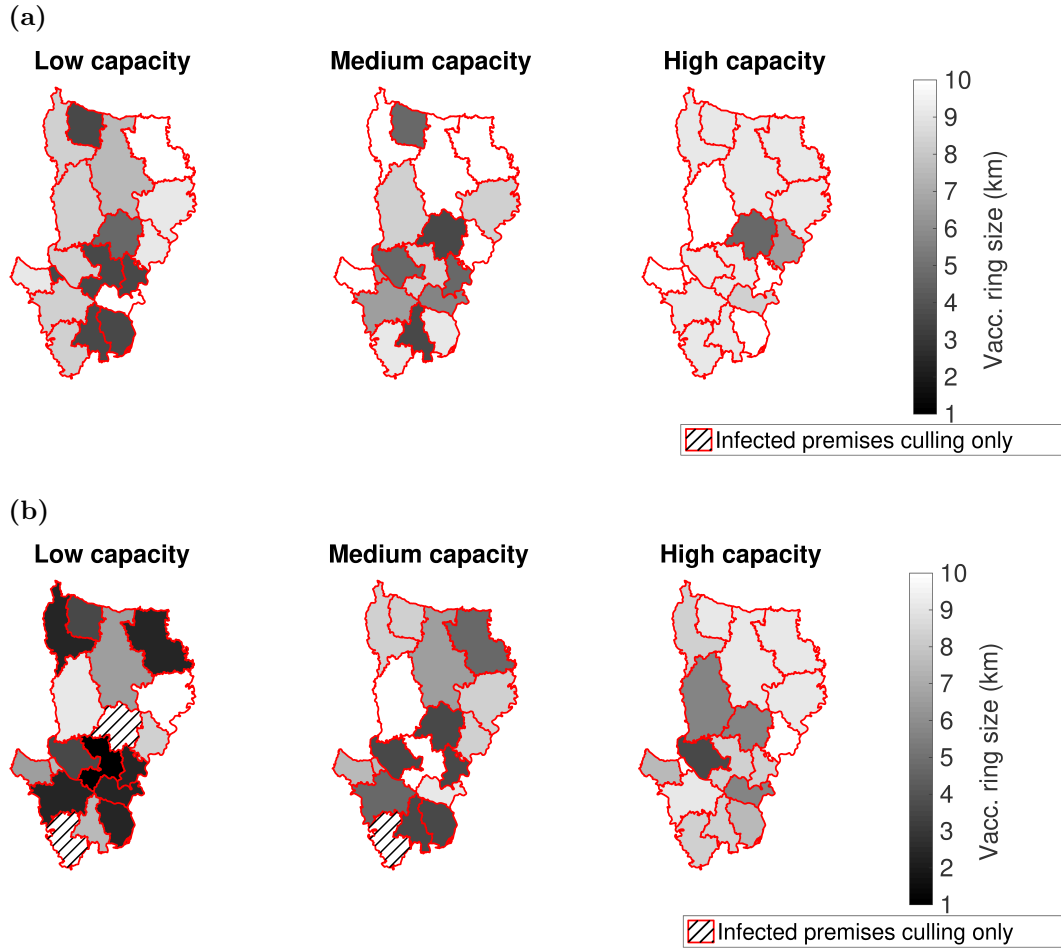 (a)
Low capacity
Medium capacity
High capacity
10
9
8
7
6
5
4
3
2
1
Vacc. ring size (km)
Infected premises culling only
(b)
Low capacity
Medium capacity
High capacity
10
9
8
7
6
5
4
3
2
1
Vacc. ring size (km)
Infected premises culling only